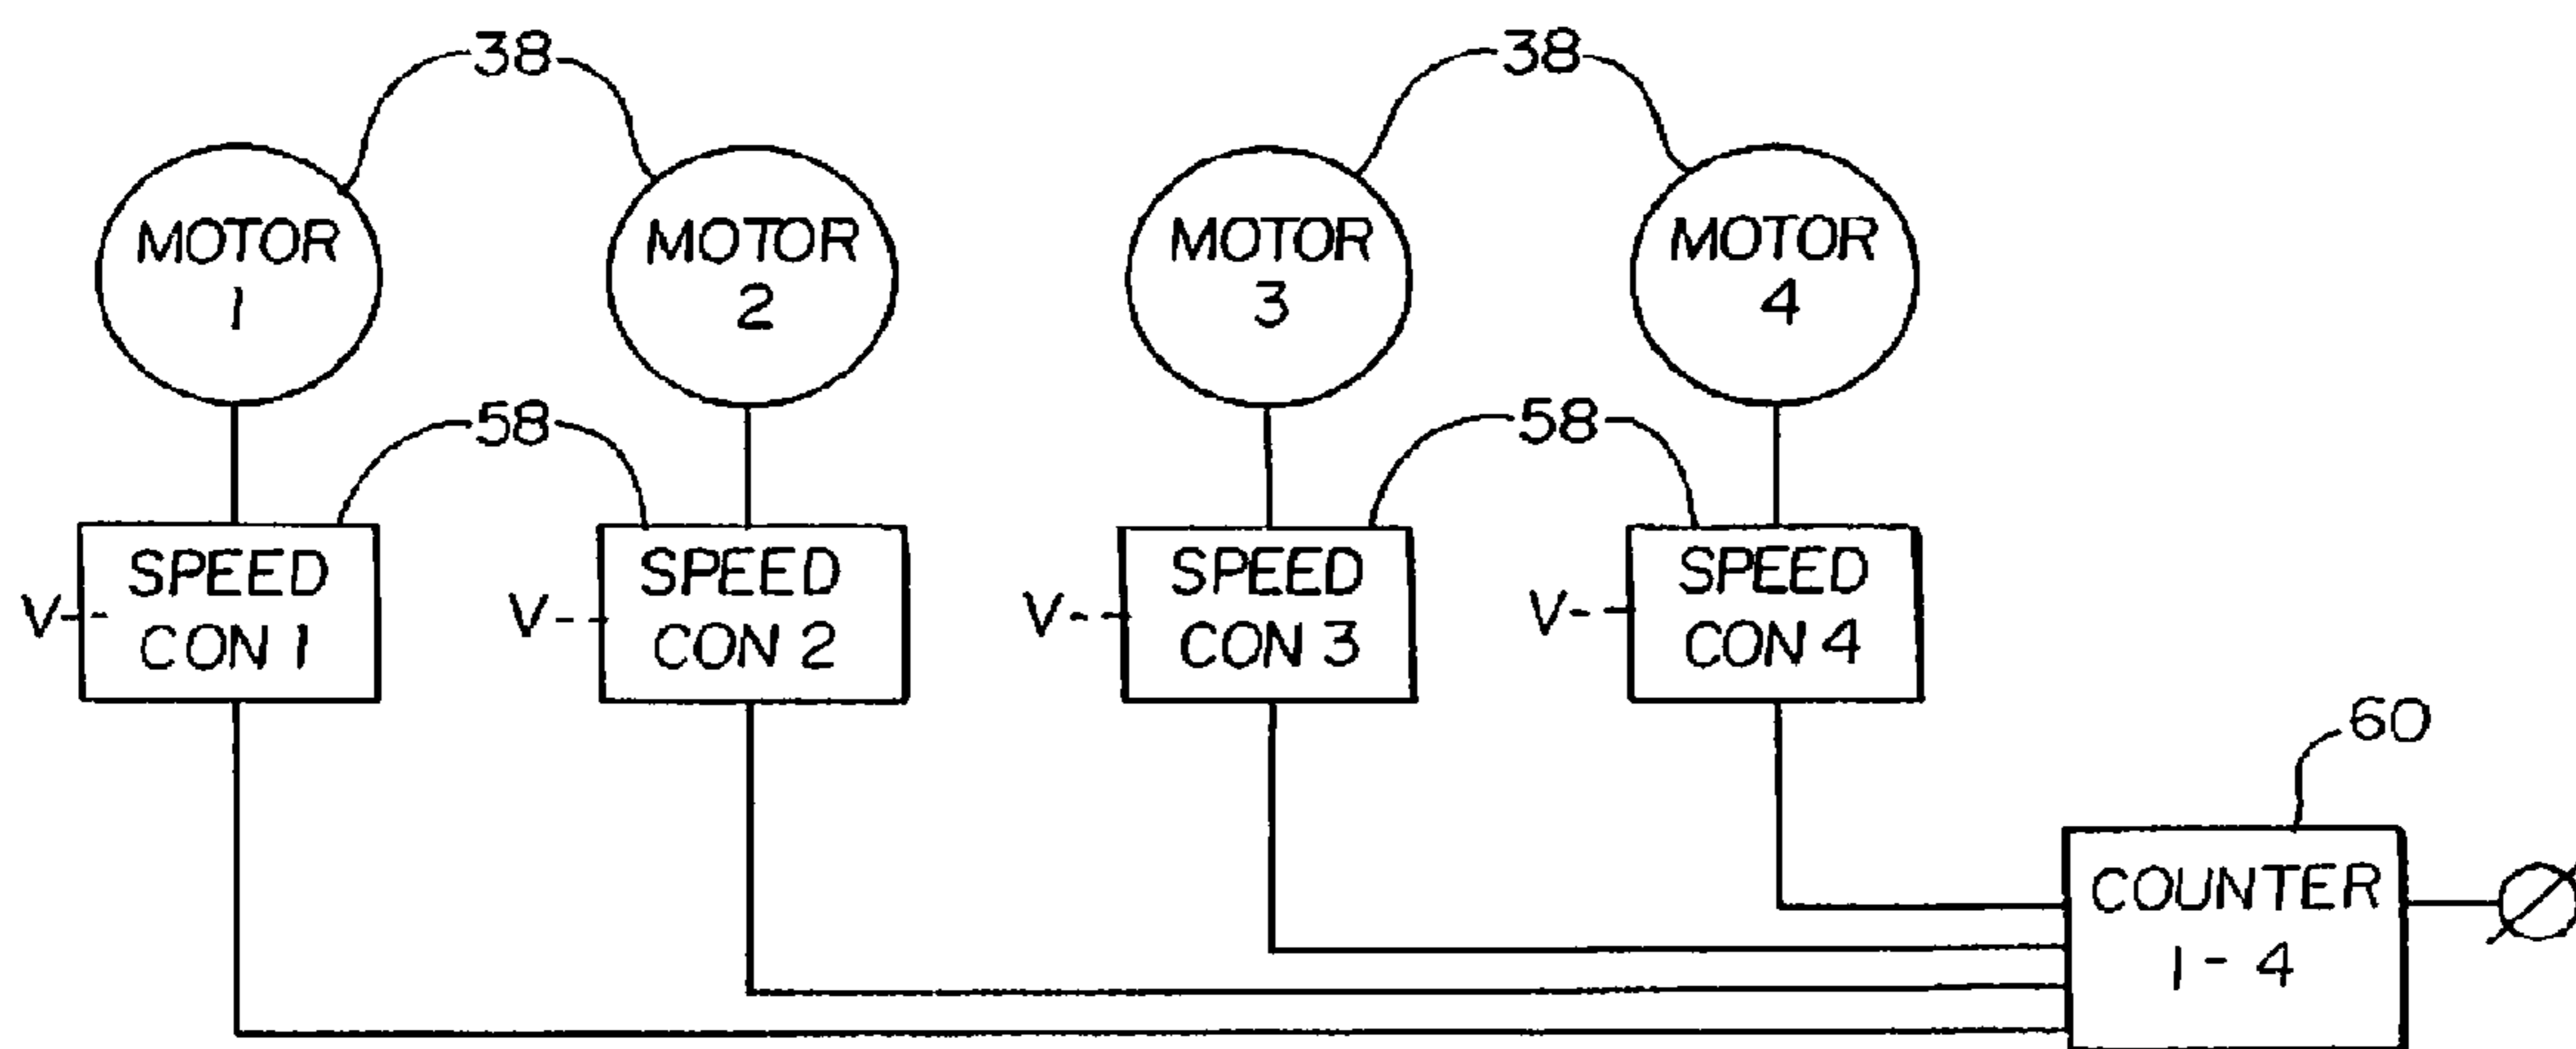 38
38
MOTOR
1
MOTOR
2
MOTOR
3
MOTOR
4
58
58
V
SPEED
CON 1
V
SPEED
CON 2
V
SPEED
CON 3
V
SPEED
CON 4
60
COUNTER
1-4